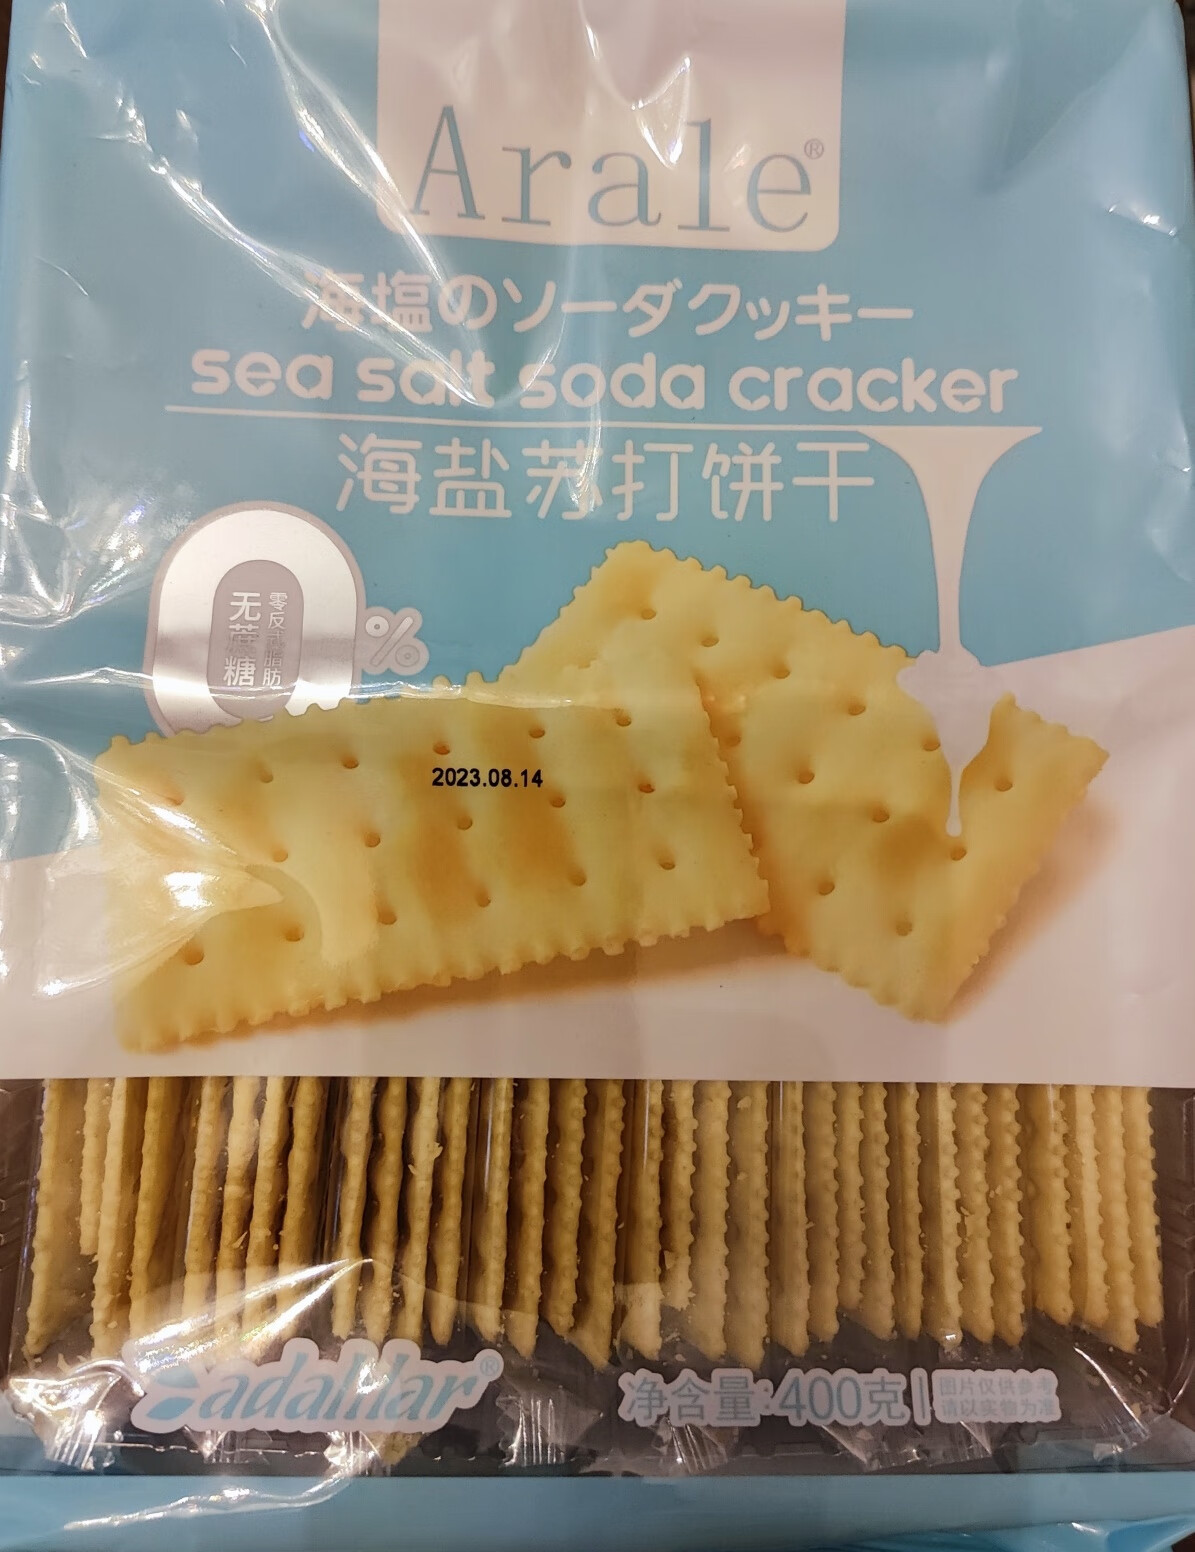 Arale®
海塩のソーダクッキー
sea salt soda cracker
海盐苏打饼干
0%
无蔗糖
零反式脂肪
2023.08.14
净含量:400克
图片仅供参考
请以实物为准